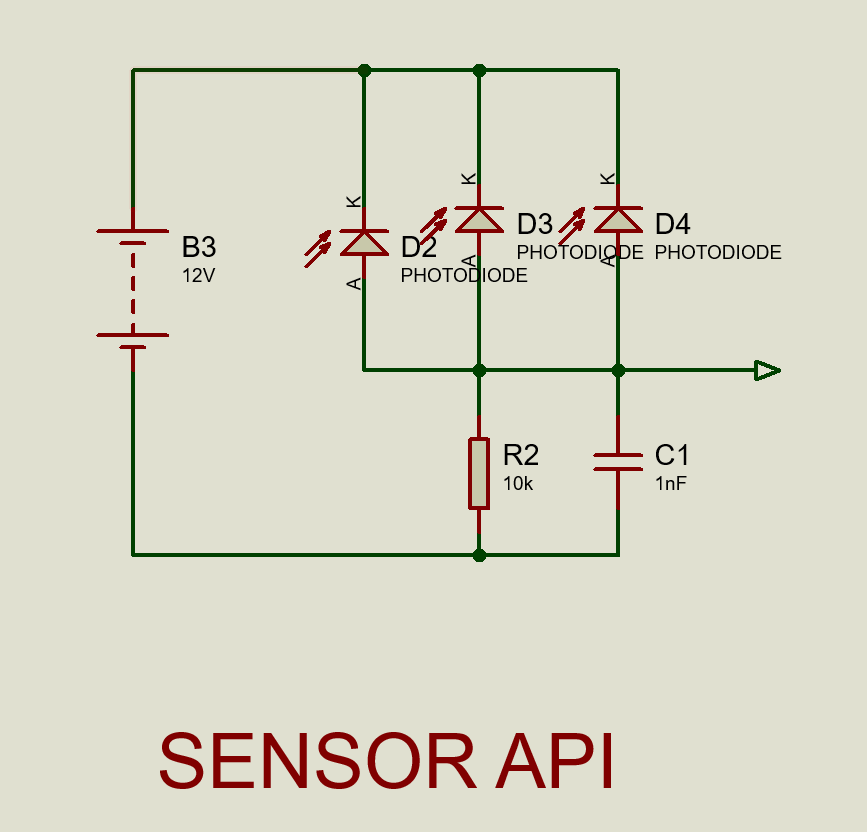 K
K
K
D3
D4
B3
D2
PHOTODIODE
PHOTODIODE
12V
A
A
PHOTODIODE
A
R2
C1
10k
1nF
SENSOR API